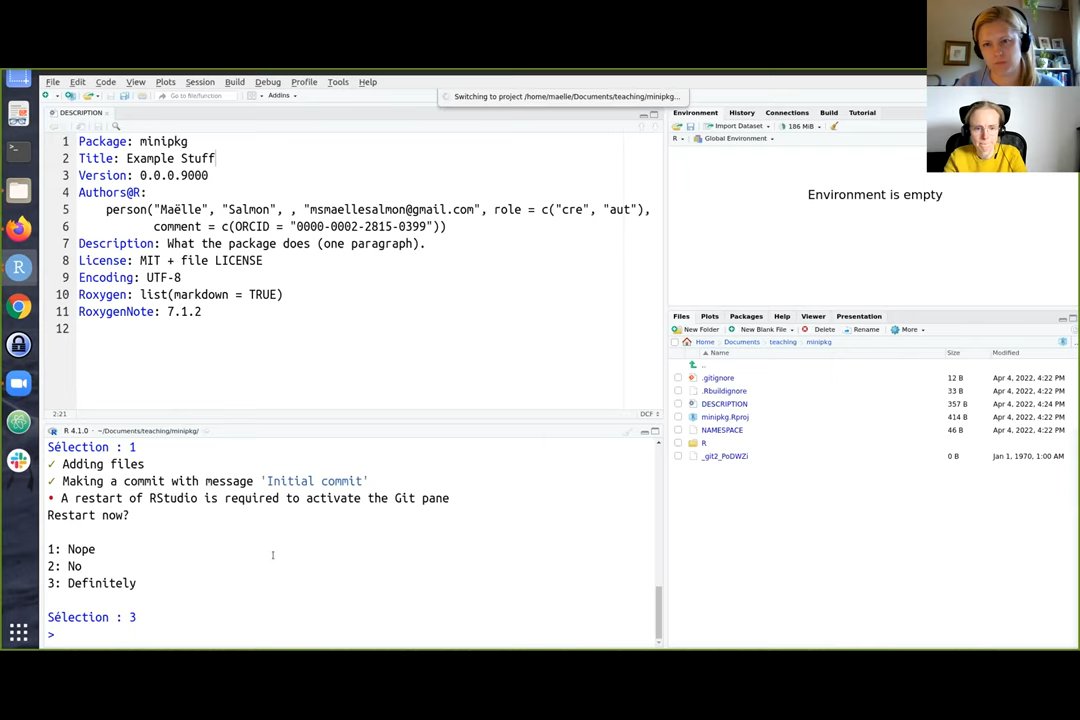 File Edit Code View Plots Session Build Debug Profile Tools Help
Go to file/function Addins
Switching to project /home/maelle/Documents/teaching/minipkg...
DESCRIPTION
1 Package: minipkg
2 Title: Example Stuff
3 Version: 0.0.0.9000
4 Authors@R:
5 person("Maëlle", "Salmon", , "msmaellesalmon@gmail.com", role = c("cre", "aut"),
6 comment = c(ORCID = "0000-0002-2815-0399"))
7 Description: What the package does (one paragraph).
8 License: MIT + file LICENSE
9 Encoding: UTF-8
10 Roxygen: list(markdown = TRUE)
11 RoxygenNote: 7.1.2
12
2:21 DCF
R 4.1.0 · ~/Documents/teaching/minipkg/
Sélection : 1
✓ Adding files
✓ Making a commit with message 'Initial commit'
• A restart of RStudio is required to activate the Git pane
Restart now?
1: Nope
2: No
3: Definitely
Sélection : 3
>
Environment History Connections Build Tutorial
Import Dataset 186 MiB
R Global Environment
Environment is empty
Files Plots Packages Help Viewer Presentation
New Folder New Blank File Delete Rename More
Home Documents teaching minipkg
Name Size Modified
..
.gitignore 12 B Apr 4, 2022, 4:22 PM
.Rbuildignore 33 B Apr 4, 2022, 4:22 PM
DESCRIPTION 357 B Apr 4, 2022, 4:24 PM
minipkg.Rproj 414 B Apr 4, 2022, 4:22 PM
NAMESPACE 46 B Apr 4, 2022, 4:22 PM
R
_git2_PoDWZi 0 B Jan 1, 1970, 1:00 AM